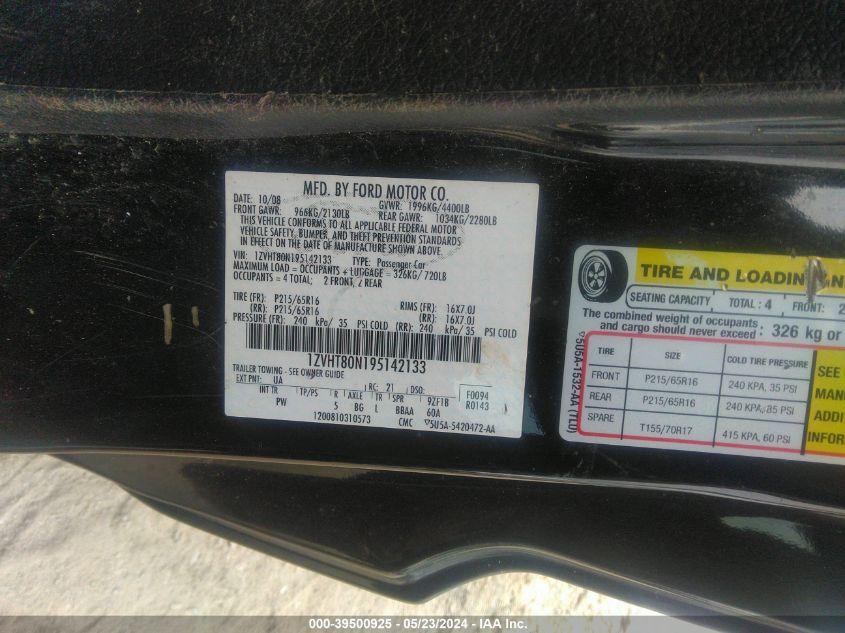 MFD. BY FORD MOTOR CO.
DATE: 10/08 GVWR: 1996KG/4400LB
FRONT GAWR: 966KG/2130LB REAR GAWR: 1034KG/2280LB
THIS VEHICLE CONFORMS TO ALL APPLICABLE FEDERAL MOTOR
VEHICLE SAFETY, BUMPER, AND THEFT PREVENTION STANDARDS
IN EFFECT ON THE DATE OF MANUFACTURE SHOWN ABOVE.
VIN: 1ZVHT80N195142133 TYPE: Passenger Car
MAXIMUM LOAD = OCCUPANTS + LUGGAGE = 326KG/720LB
OCCUPANTS = 4 TOTAL; 2 FRONT, 2 REAR
TIRE (FR): P215/65R16 RIMS (FR): 16X7.0J
(RR): P215/65R16 (RR): 16X7.0J
PRESSURE (FR): 240 kPa/ 35 PSI COLD (RR): 240 kPa/ 35 PSI COLD
1ZVHT80N195142133
TRAILER TOWING - SEE OWNER GUIDE
EXT PNT: UA RC: 21 DSO: F0094
INT TR TP/PS R AXLE TR SPR 9ZF1B R0143
PW 5 BG L BBAA 60A
1200810310573 CMC ▽5U5A-5420472-AA
TIRE AND LOADING IN
SEATING CAPACITY TOTAL : 4 FRONT: 2
The combined weight of occupants
and cargo should never exceed : 326 kg or
TIRE SIZE COLD TIRE PRESSURE
FRONT P215/65R16 240 KPA, 35 PSI
REAR P215/65R16 240 KPA, 35 PSI
SPARE T155/70R17 415 KPA, 60 PSI
SEE
MANU
ADDIT
INFORM
▽5U5A-1532-AA (TLU)
000-39500925 - 05/23/2024 - IAA Inc.